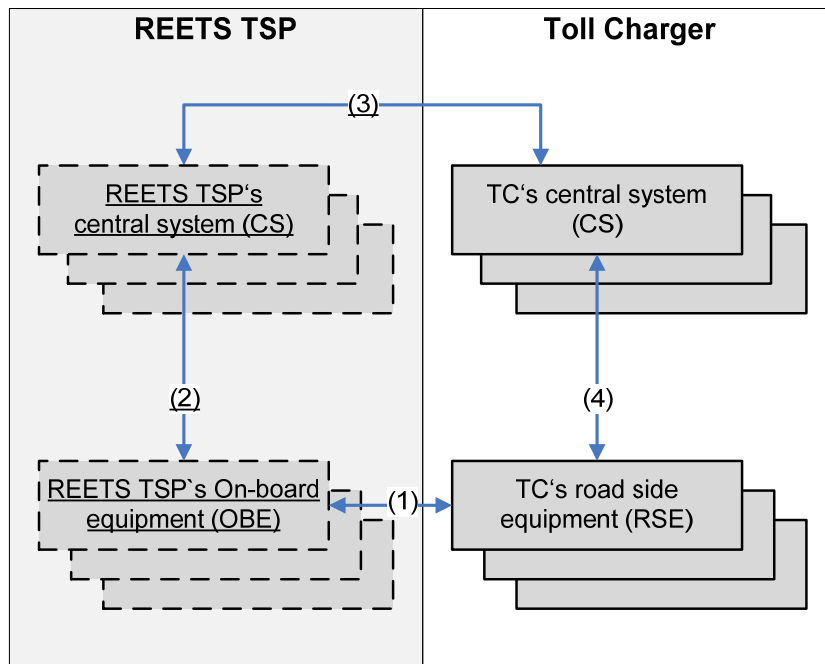 REETS TSP
Toll Charger
(3)
REETS TSP‘s
central system (CS)
TC‘s central system
(CS)
(2)
(4)
REETS TSP`s On-board
equipment (OBE)
(1)
TC‘s road side
equipment (RSE)